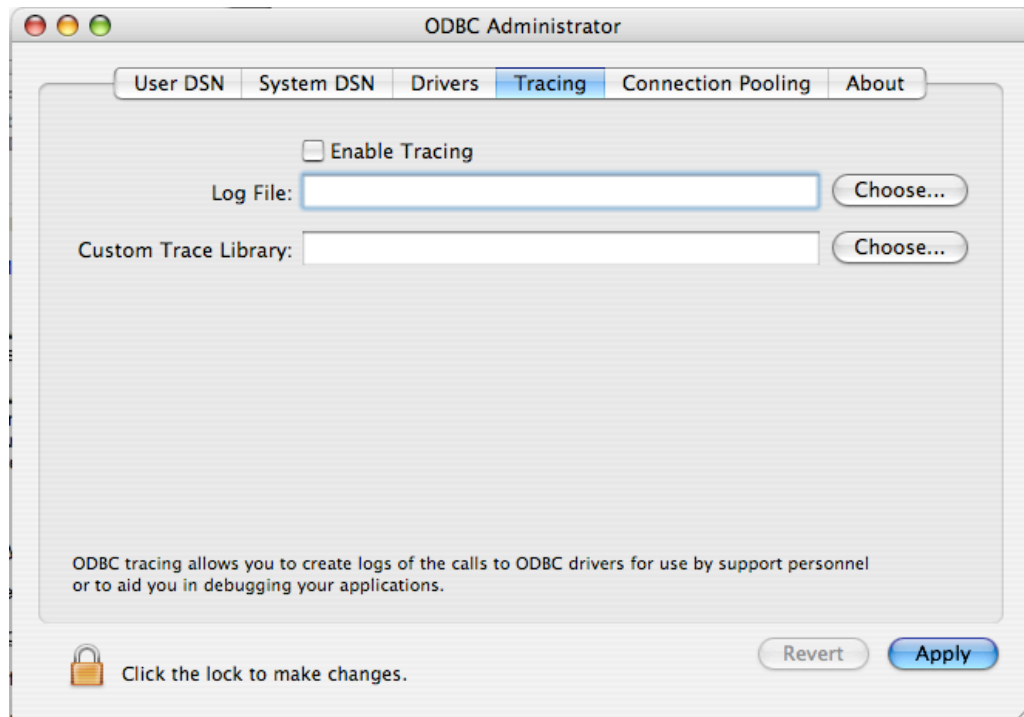 ODBC Administrator
User DSN System DSN Drivers Tracing Connection Pooling About
Enable Tracing
Log File: Choose...
Custom Trace Library: Choose...
ODBC tracing allows you to create logs of the calls to ODBC drivers for use by support personnel
or to aid you in debugging your applications.
Click the lock to make changes. Revert Apply